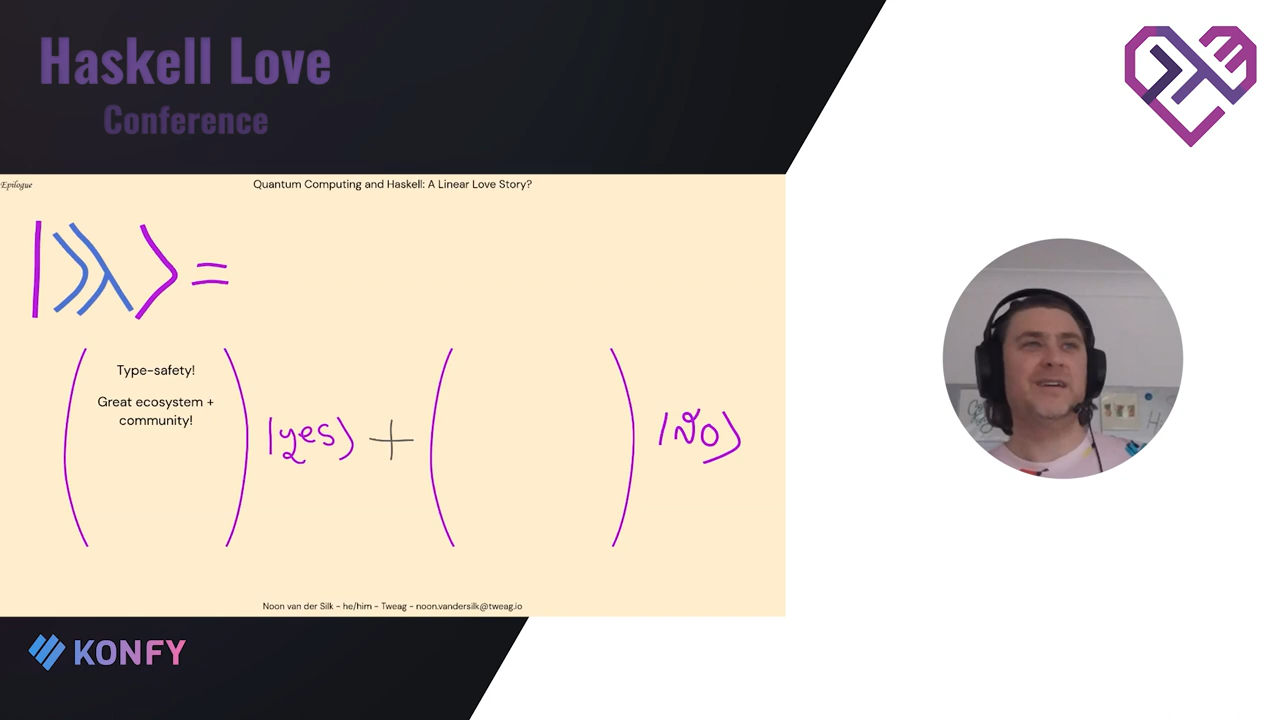 Haskell Love
Conference
Epilogue
Quantum Computing and Haskell: A Linear Love Story?
|⟩⟩λ⟩ =
Type-safety!
Great ecosystem +
community!
|yes⟩ + |No⟩
Noon van der Silk - he/him - Tweag - noon.vandersilk@tweag.io
KONFY